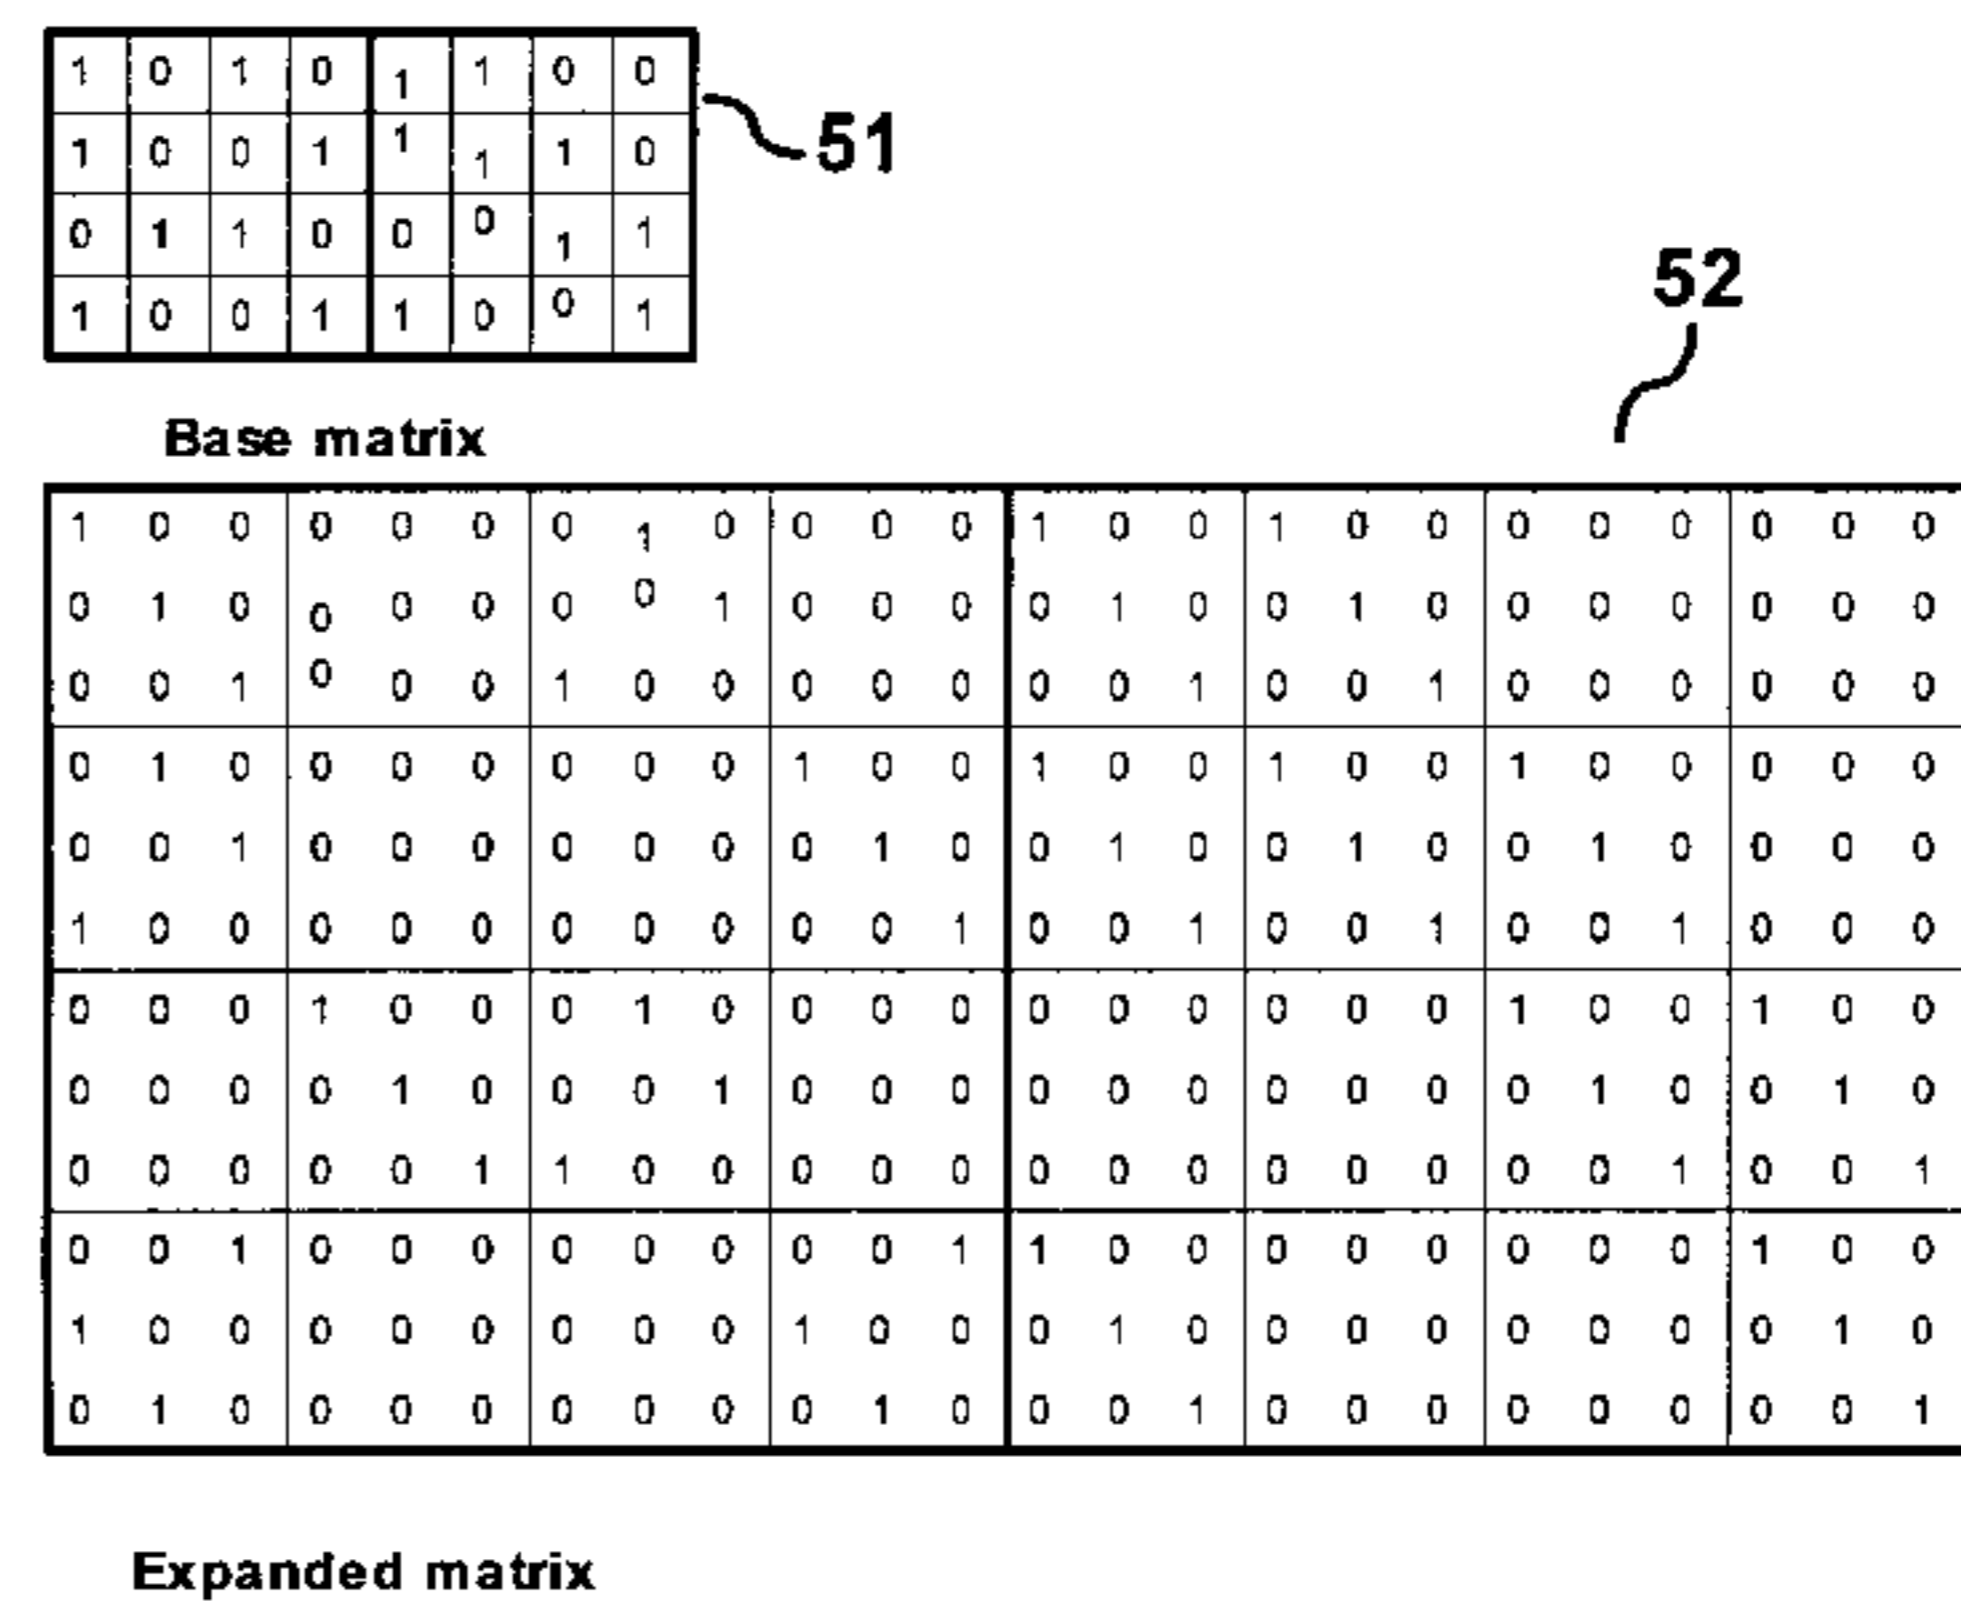 1 0 1 0 1 1 0 0
51
1 0 0 1 1 1 1 0
0 1 1 0 0 0 1 1
52
1 0 0 1 1 0 0 1
Base matrix
1 0 0 0 0 0 0 1 0 0 0 0 1 0 0 1 0 0 0 0 0 0 0 0
0 1 0 0 0 0 0 0 1 0 0 0 0 1 0 0 1 0 0 0 0 0 0 0
0 0 1 0 0 0 1 0 0 0 0 0 0 0 1 0 0 1 0 0 0 0 0 0
0 1 0 0 0 0 0 0 0 1 0 0 1 0 0 1 0 0 1 0 0 0 0 0
0 0 1 0 0 0 0 0 0 0 1 0 0 1 0 0 1 0 0 1 0 0 0 0
1 0 0 0 0 0 0 0 0 0 0 1 0 0 1 0 0 1 0 0 1 0 0 0
0 0 0 1 0 0 0 1 0 0 0 0 0 0 0 0 0 0 1 0 0 1 0 0
0 0 0 0 1 0 0 0 1 0 0 0 0 0 0 0 0 0 0 1 0 0 1 0
0 0 0 0 0 1 1 0 0 0 0 0 0 0 0 0 0 0 0 0 1 0 0 1
0 0 1 0 0 0 0 0 0 0 0 1 1 0 0 0 0 0 0 0 0 1 0 0
1 0 0 0 0 0 0 0 0 1 0 0 0 1 0 0 0 0 0 0 0 0 1 0
0 1 0 0 0 0 0 0 0 0 1 0 0 0 1 0 0 0 0 0 0 0 0 1
Expanded matrix